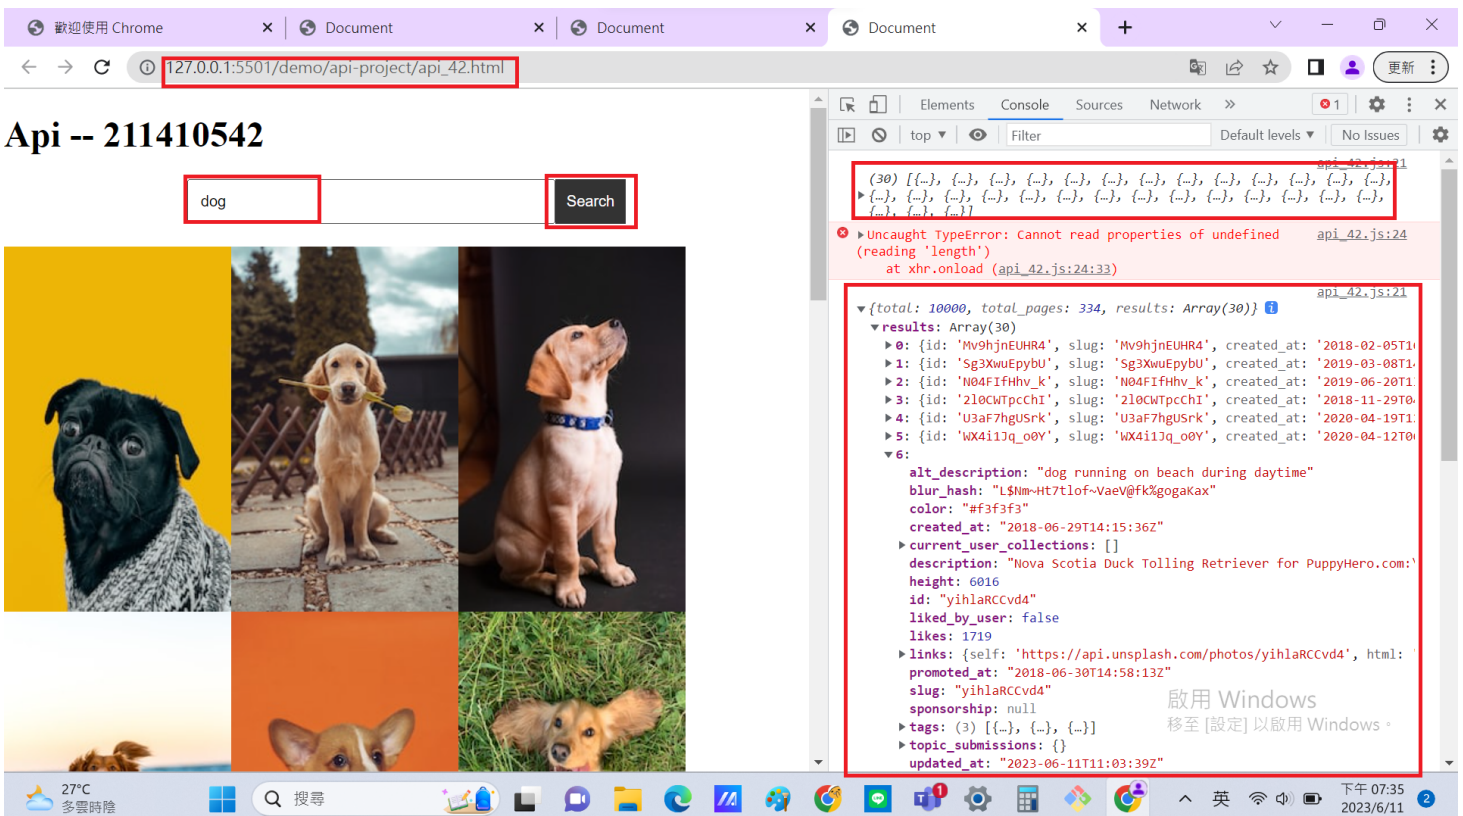 歡迎使用 Chrome
Document
Document
Document
127.0.0.1:5501/demo/api-project/api_42.html
更新
Api -- 211410542
dog
Search
Elements
Console
Sources
Network
1
top
Filter
Default levels
No Issues
api_42.js:21
(30) [{…}, {…}, {…}, {…}, {…}, {…}, {…}, {…}, {…}, {…}, {…}, {…}, {…},
{…}, {…}, {…}, {…}, {…}, {…}, {…}, {…}, {…}, {…}, {…}, {…}, {…}, {…},
{…}, {…}, {…}]
Uncaught TypeError: Cannot read properties of undefined
api_42.js:24
(reading 'length')
at xhr.onload (api_42.js:24:33)
api_42.js:21
{total: 10000, total_pages: 334, results: Array(30)}
results: Array(30)
0: {id: 'Mv9hjnEUHR4', slug: 'Mv9hjnEUHR4', created_at: '2018-02-05T1
1: {id: 'Sg3XwuEpybU', slug: 'Sg3XwuEpybU', created_at: '2019-03-08T1
2: {id: 'N04FIfHhv_k', slug: 'N04FIfHhv_k', created_at: '2019-06-20T1
3: {id: '2l0CWTpcChI', slug: '2l0CWTpcChI', created_at: '2018-11-29T0
4: {id: 'U3aF7hgUSrk', slug: 'U3aF7hgUSrk', created_at: '2020-04-19T1
5: {id: 'WX4i1Jq_o0Y', slug: 'WX4i1Jq_o0Y', created_at: '2020-04-12T0
6:
alt_description: "dog running on beach during daytime"
blur_hash: "L$Nm~Ht7tlof~VaeV@fk%gogaKax"
color: "#f3f3f3"
created_at: "2018-06-29T14:15:36Z"
current_user_collections: []
description: "Nova Scotia Duck Tolling Retriever for PuppyHero.com:
height: 6016
id: "yihlaRCCvd4"
liked_by_user: false
likes: 1719
links: {self: 'https://api.unsplash.com/photos/yihlaRCCvd4', html: '
promoted_at: "2018-06-30T14:58:13Z"
slug: "yihlaRCCvd4"
sponsorship: null
tags: (3) [{…}, {…}, {…}]
topic_submissions: {}
updated_at: "2023-06-11T11:03:39Z"
啟用 Windows
移至 [設定] 以啟用 Windows。
27°C
多雲時陰
搜尋
1
英
下午 07:35
2023/6/11
2